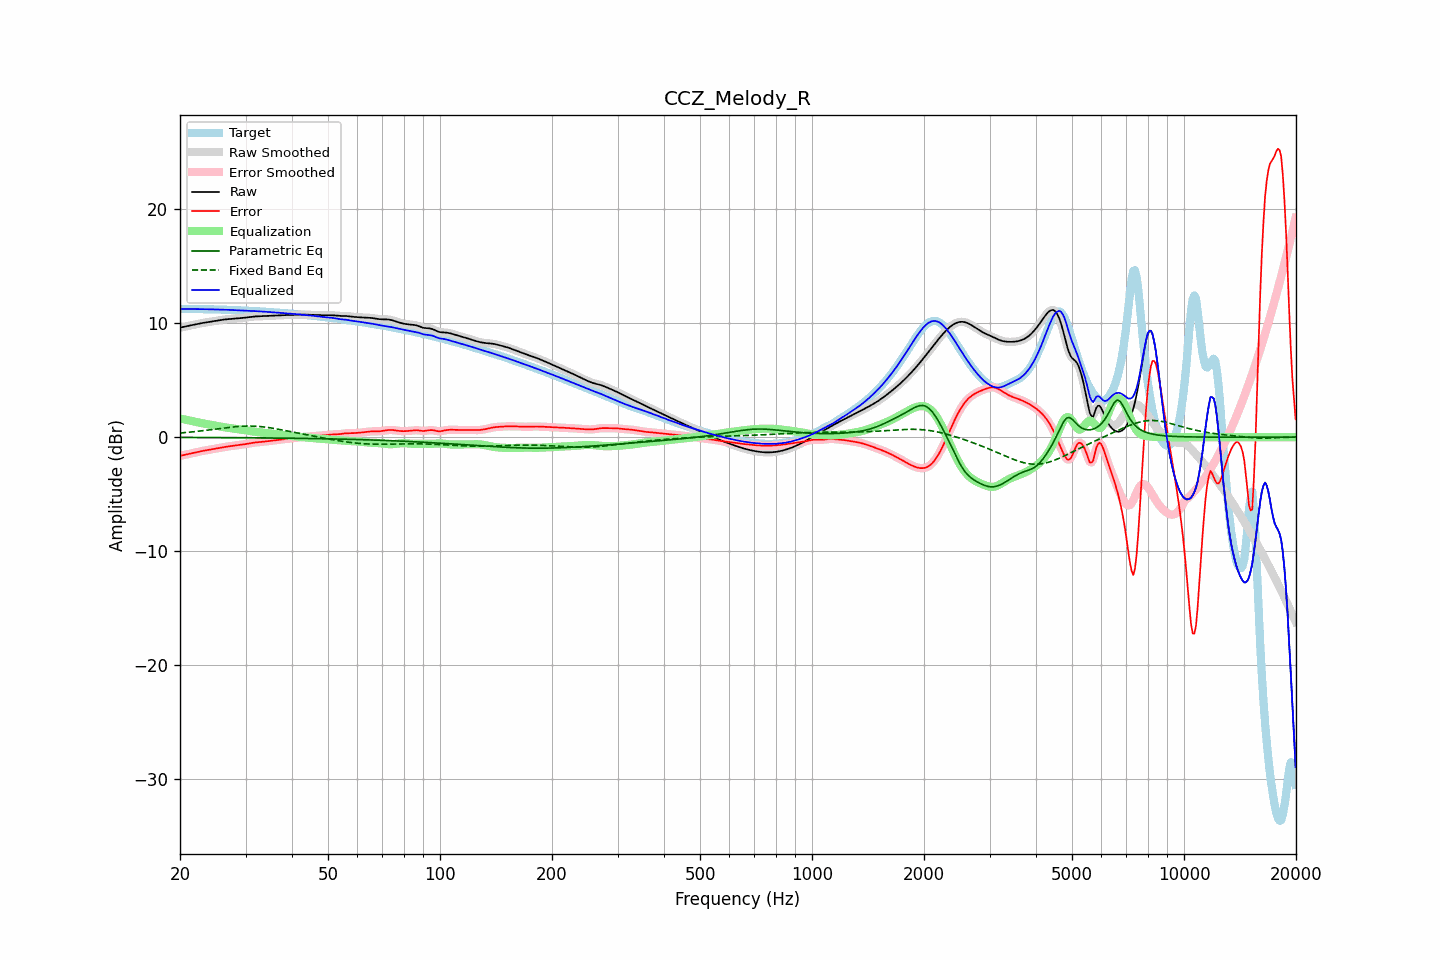 CCZ_Melody_R
Target
Raw Smoothed
Error Smoothed
Raw
Error
Equalization
Parametric Eq
Fixed Band Eq
Equalized
20
10
0
−10
−20
−30
Amplitude (dBr)
20
50
100
200
500
1000
2000
5000
10000
20000
Frequency (Hz)